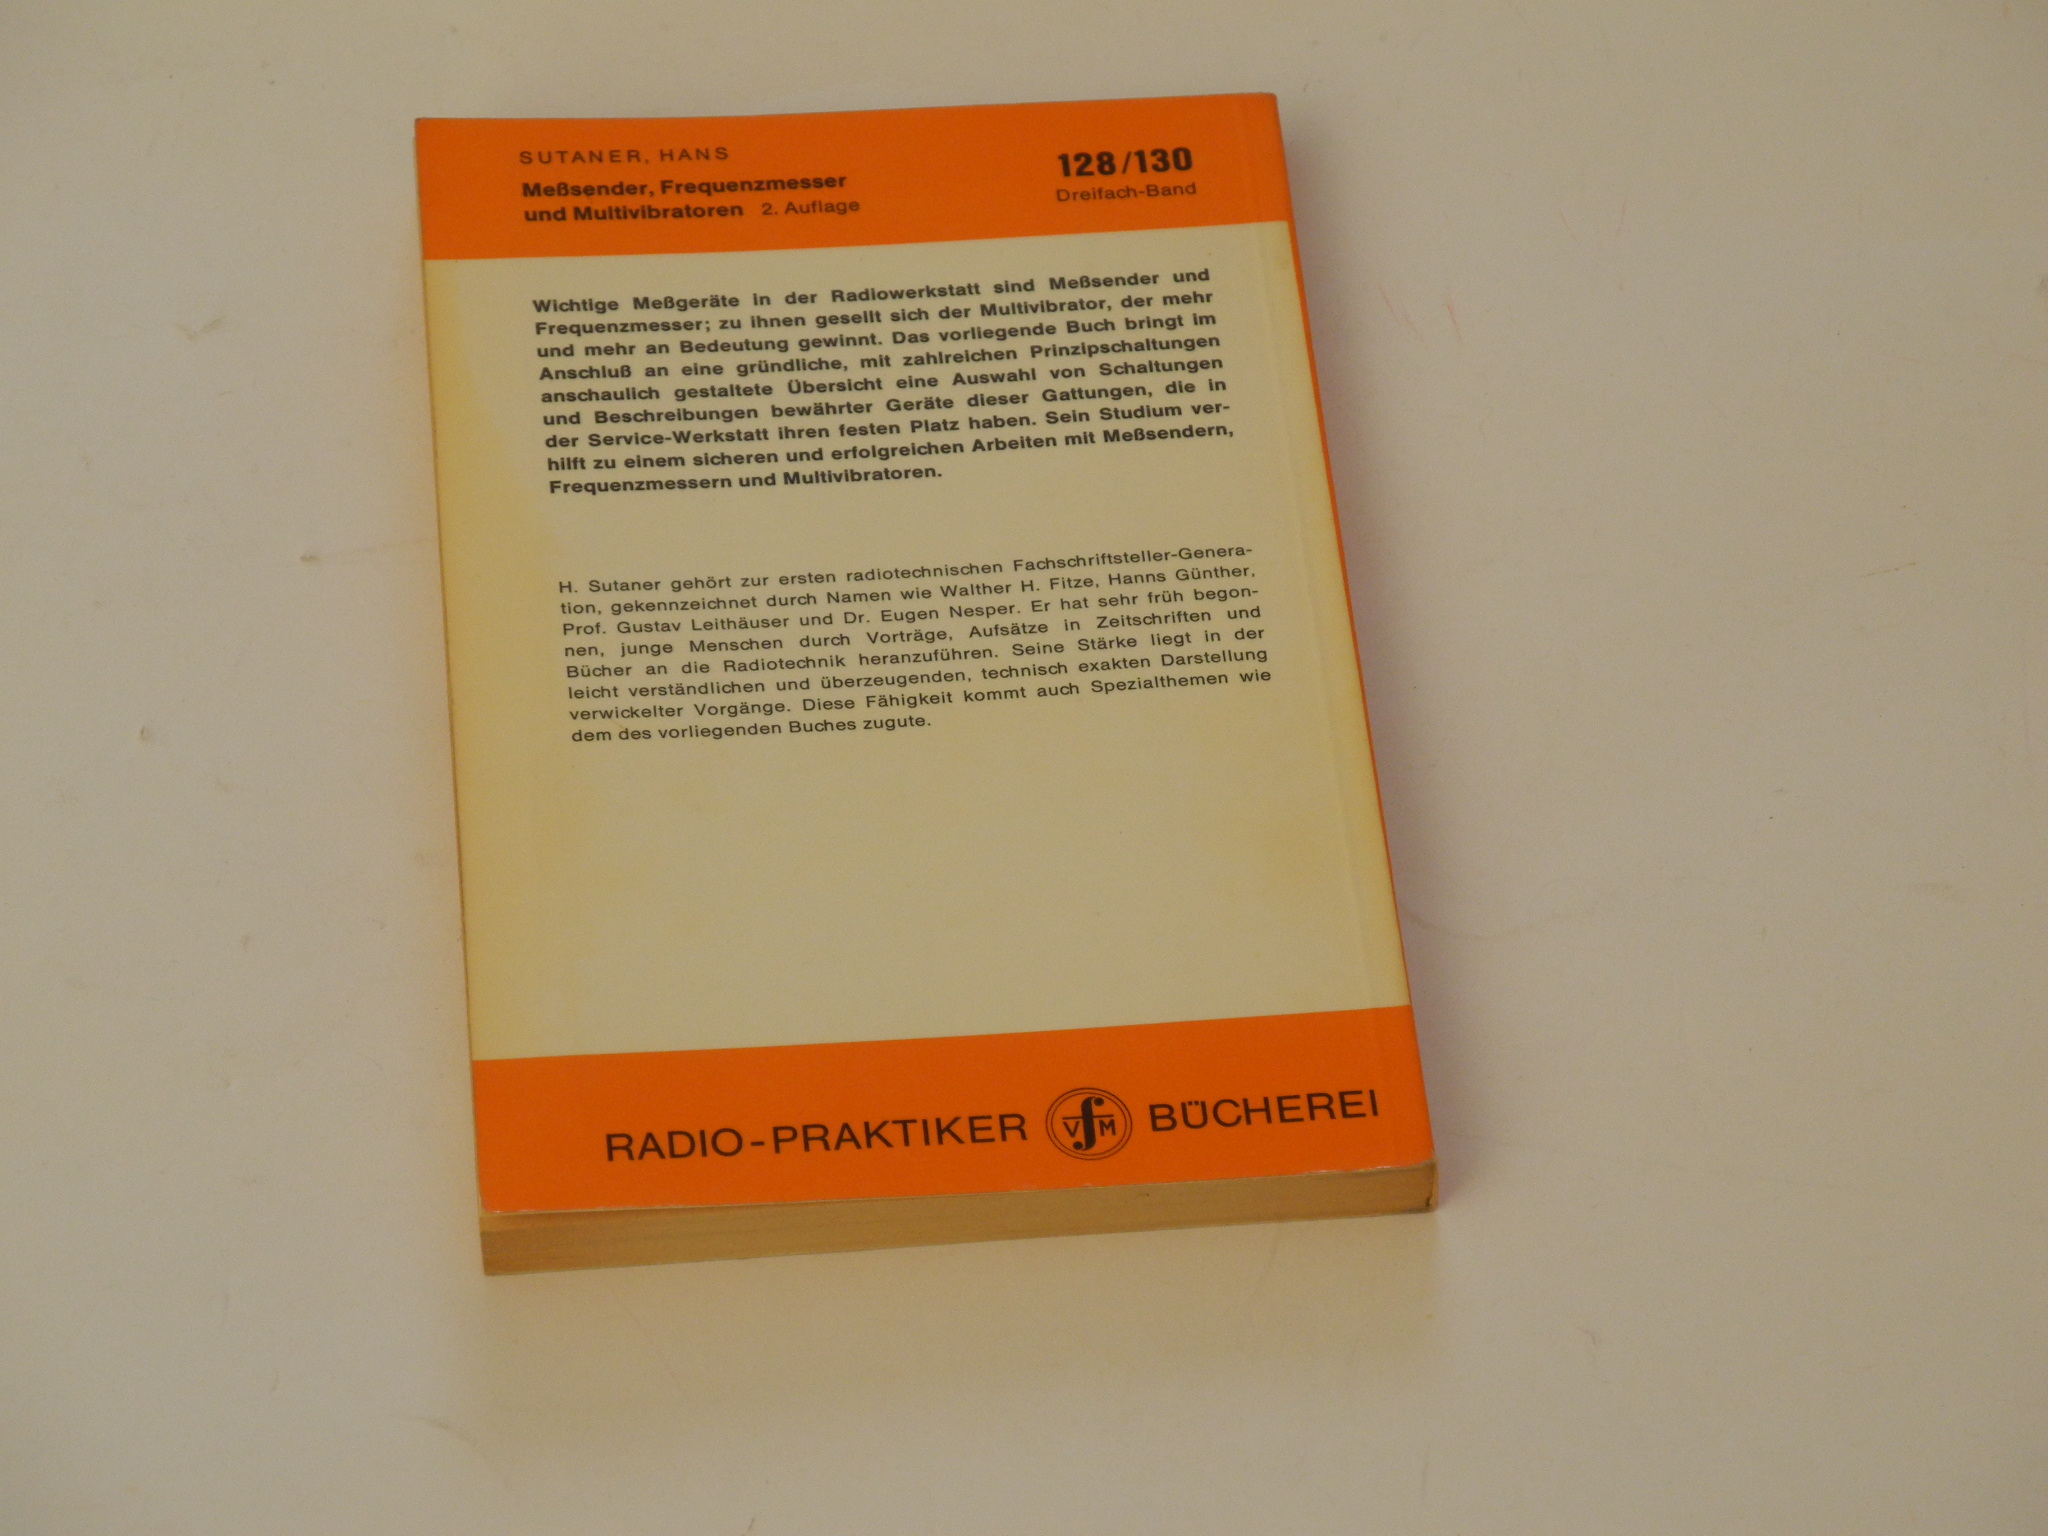 SUTANER, HANS
128/130
Meßsender, Frequenzmesser
Dreifach-Band
und Multivibratoren 2. Auflage
Wichtige Meßgeräte in der Radiowerkstatt sind Meßsender und
Frequenzmesser; zu ihnen gesellt sich der Multivibrator, der mehr
und mehr an Bedeutung gewinnt. Das vorliegende Buch bringt im
Anschluß an eine gründliche, mit zahlreichen Prinzipschaltungen
anschaulich gestaltete Übersicht eine Auswahl von Schaltungen
und Beschreibungen bewährter Geräte dieser Gattungen, die in
der Service-Werkstatt ihren festen Platz haben. Sein Studium ver-
hilft zu einem sicheren und erfolgreichen Arbeiten mit Meßsendern,
Frequenzmessern und Multivibratoren.
H. Sutaner gehört zur ersten radiotechnischen Fachschriftsteller-Genera-
tion, gekennzeichnet durch Namen wie Walther H. Fitze, Hanns Günther,
Prof. Gustav Leithäuser und Dr. Eugen Nesper. Er hat sehr früh begon-
nen, junge Menschen durch Vorträge, Aufsätze in Zeitschriften und
Bücher an die Radiotechnik heranzuführen. Seine Stärke liegt in der
leicht verständlichen und überzeugenden, technisch exakten Darstellung
verwickelter Vorgänge. Diese Fähigkeit kommt auch Spezialthemen wie
dem des vorliegenden Buches zugute.
RADIO-PRAKTIKER VfM BÜCHEREI